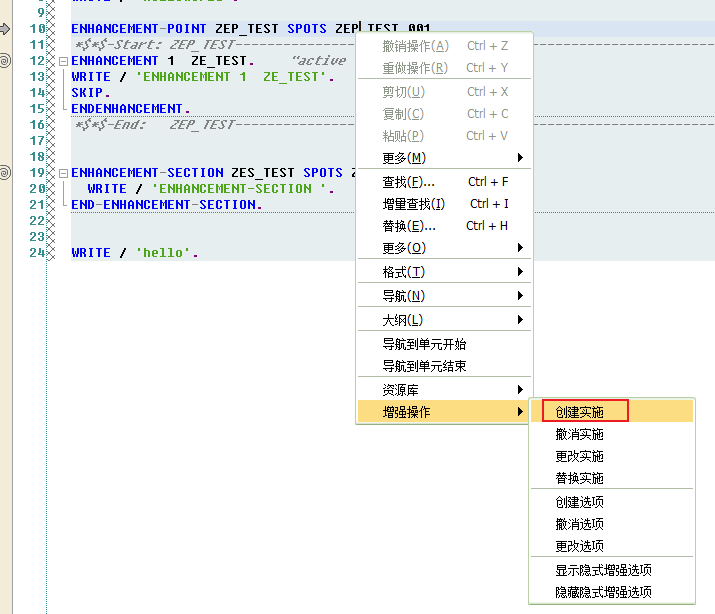 9
10 ENHANCEMENT-POINT ZEP_TEST SPOTS ZEP_TEST_001
11 *$*$-Start: ZEP_TEST
12 ENHANCEMENT 1  ZE_TEST.    "active
13 WRITE / 'ENHANCEMENT 1  ZE_TEST'.
14 SKIP.
15 ENDENHANCEMENT.
16 *$*$-End:   ZEP_TEST
17
18
19 ENHANCEMENT-SECTION ZES_TEST SPOTS
20 WRITE / 'ENHANCEMENT-SECTION '.
21 END-ENHANCEMENT-SECTION.
22
23
24 WRITE / 'hello'.
撤销操作(A) Ctrl + Z
重做操作(R) Ctrl + Y
剪切(U) Ctrl + X
复制(C) Ctrl + C
粘贴(P) Ctrl + V
更多(M)
查找(F)... Ctrl + F
增量查找(I) Ctrl + I
替换(E)... Ctrl + H
更多(O)
格式(T)
导航(N)
大纲(L)
导航到单元开始
导航到单元结束
资源库
增强操作
创建实施
撤消实施
更改实施
替换实施
创建选项
撤消选项
更改选项
显示隐式增强选项
隐藏隐式增强选项